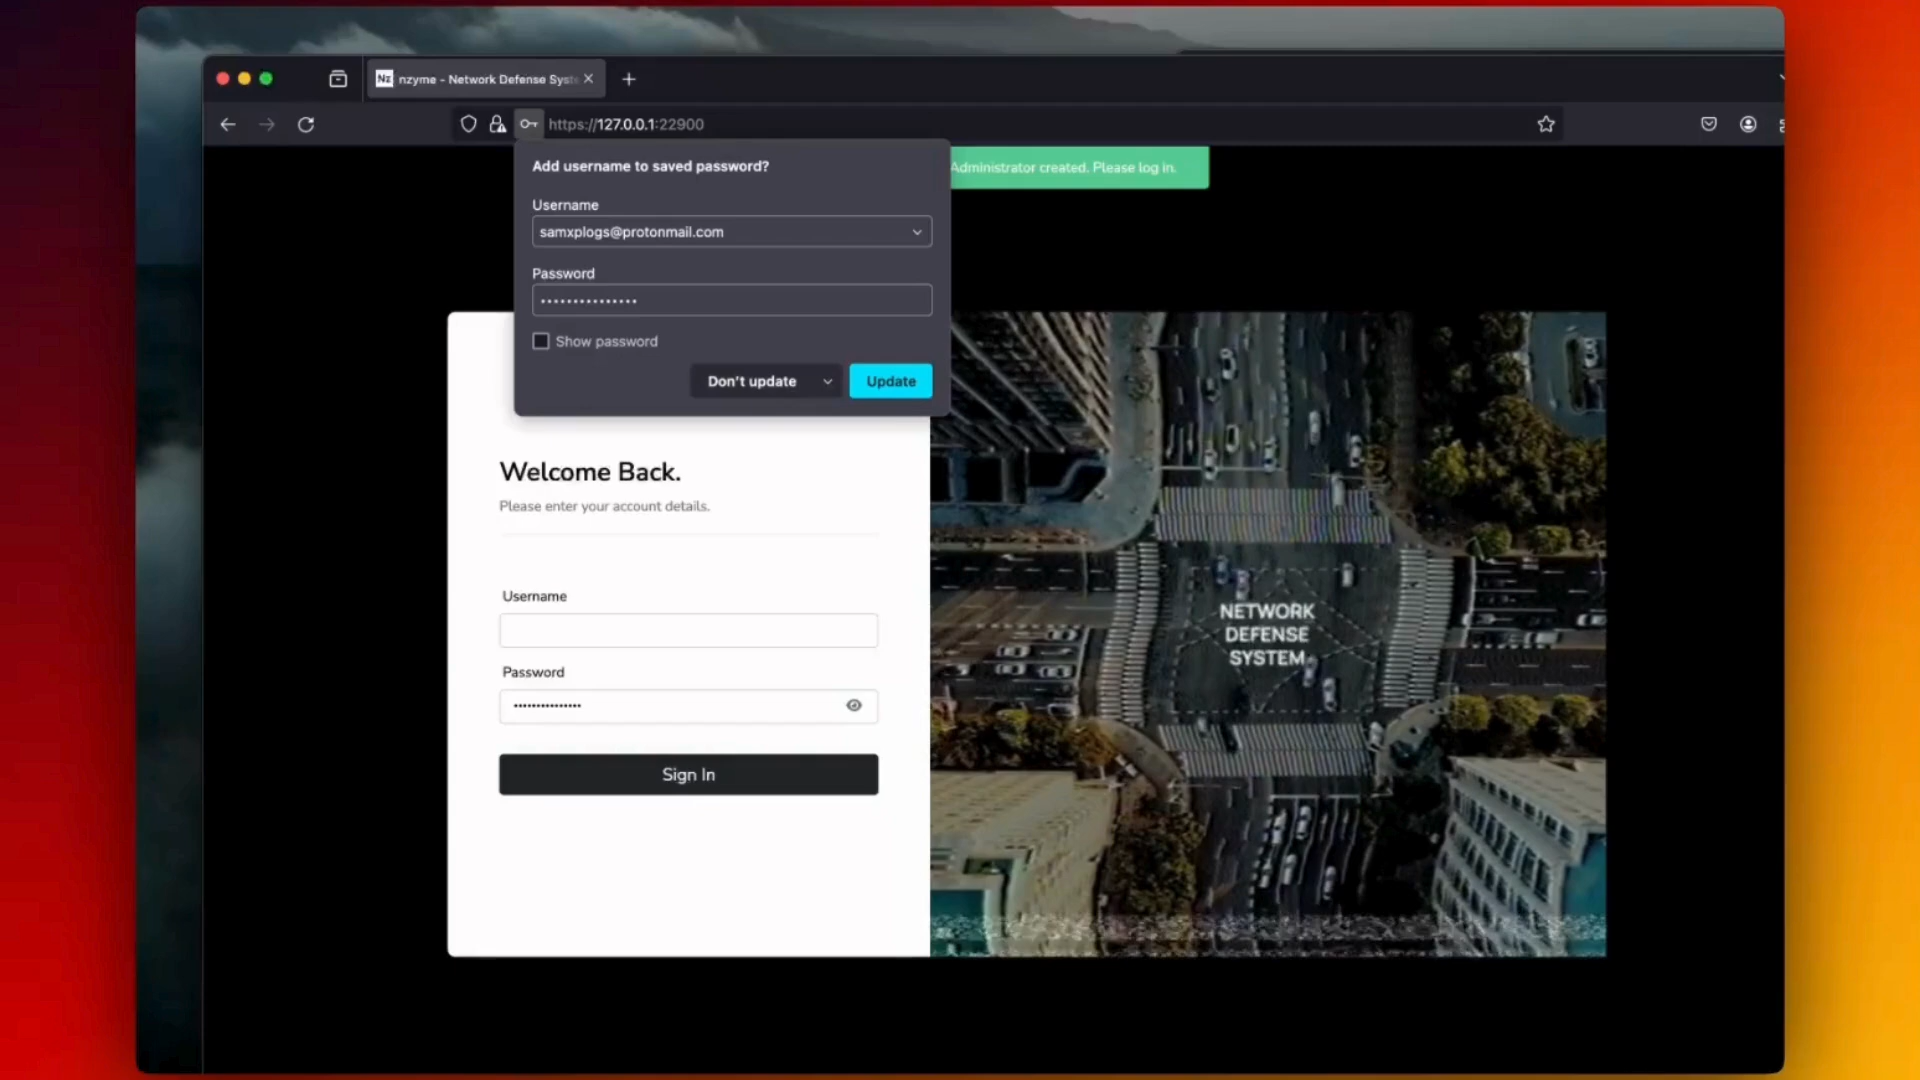 Nz nzyme - Network Defense Syst
https://127.0.0.1:22900
Add username to saved password?
Administrator created. Please log in.
Username
samxplogs@protonmail.com
Password
•••••••••••••••
Show password
Don't update
Update
Welcome Back.
Please enter your account details.
Username
Password
•••••••••••••••
Sign In
NETWORK
DEFENSE
SYSTEM